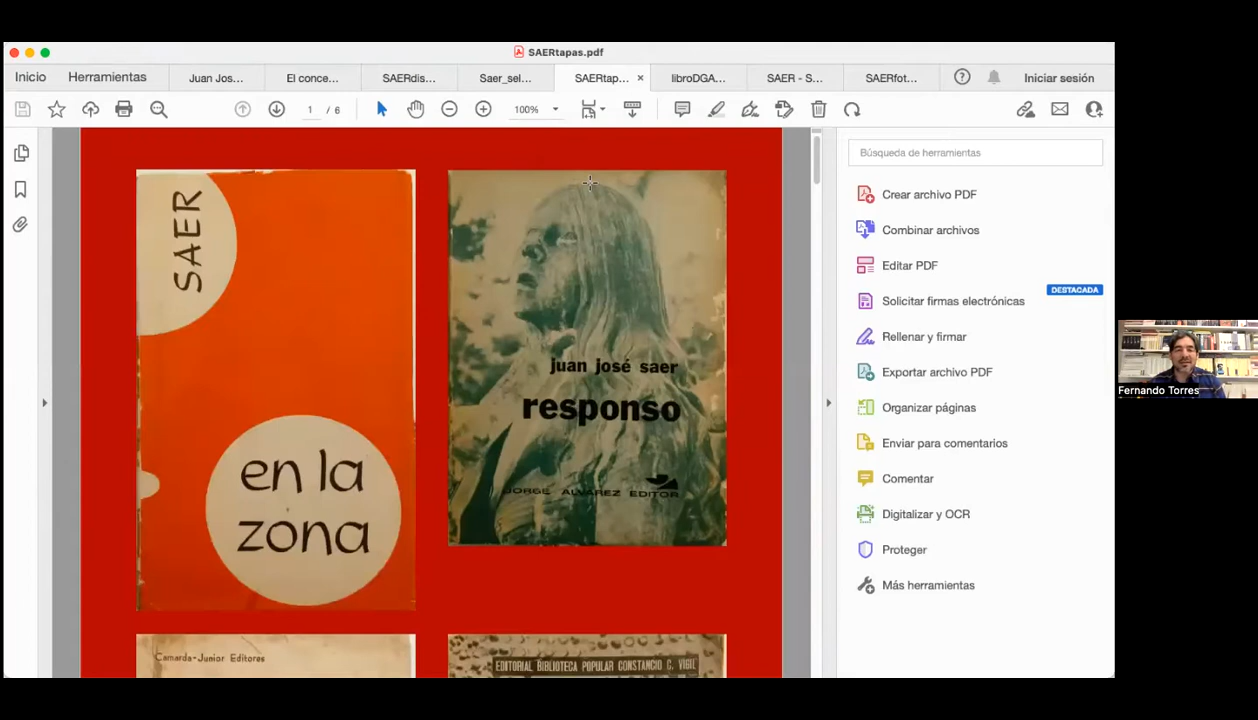 SAERtapas.pdf
Inicio
Herramientas
Juan Jos...
El conce...
SAERdis...
Saer_sel...
SAERtap...
libroDGA...
SAER - S...
SAERfot...
Iniciar sesión
1 / 6
100%
SAER
en la
zona
juan josé saer
responso
JORGE ALVAREZ EDITOR
Camarda-Junior Editores
EDITORIAL BIBLIOTECA POPULAR CONSTANCIO C. VIGIL
Búsqueda de herramientas
Crear archivo PDF
Combinar archivos
Editar PDF
DESTACADA
Solicitar firmas electrónicas
Rellenar y firmar
Exportar archivo PDF
Organizar páginas
Enviar para comentarios
Comentar
Digitalizar y OCR
Proteger
Más herramientas
Fernando Torres